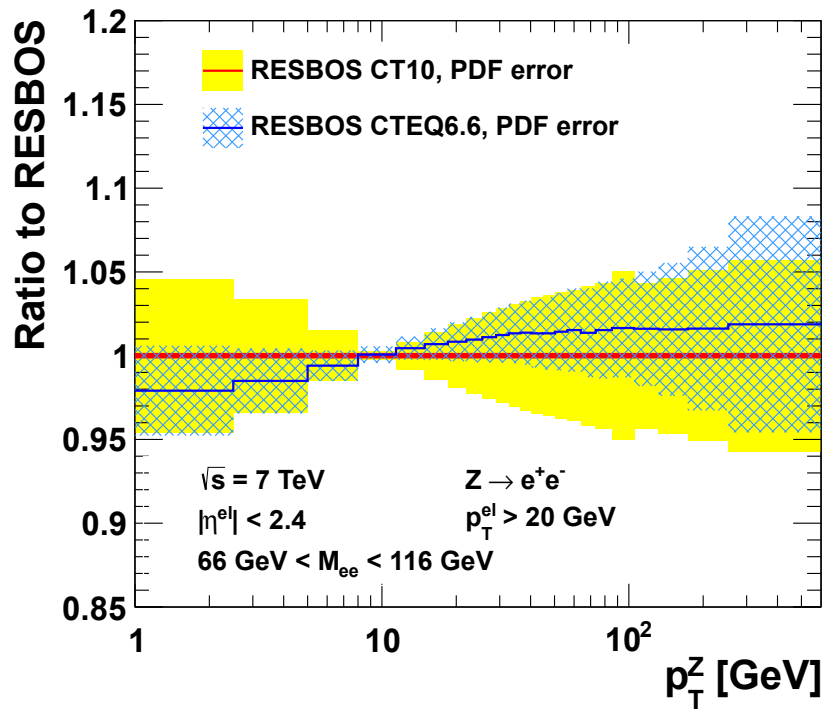 Ratio to RESBOS
1.2
1.15
1.1
1.05
1
0.95
0.9
0.85
RESBOS CT10, PDF error
RESBOS CTEQ6.6, PDF error
√s = 7 TeV
Z → e⁺e⁻
|η^el| < 2.4
p_T^el > 20 GeV
66 GeV < M_ee < 116 GeV
1
10
10²
p_T^Z [GeV]